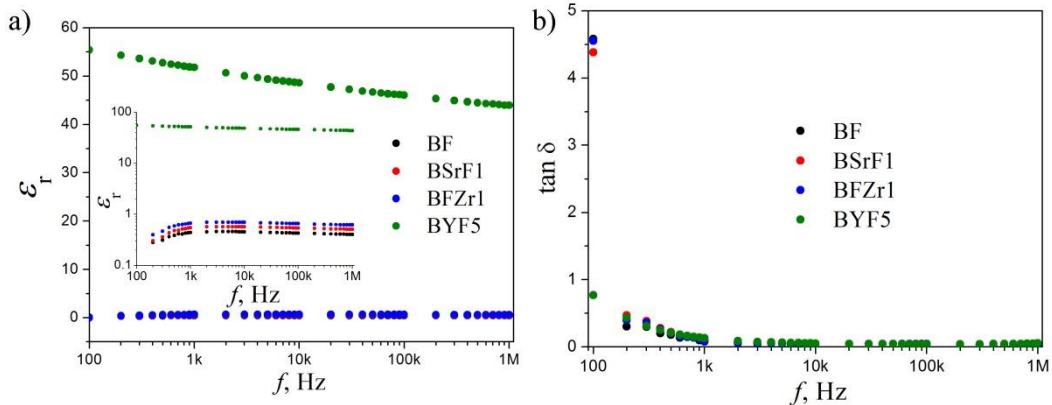 a)
60
50
40
30
20
10
0
εr
100
10
1
0.1
εr
100 1k 10k 100k 1M
f, Hz
BF
BSrF1
BFZr1
BYF5
100 1k 10k 100k 1M
f, Hz
b)
5
4
3
2
1
0
tan δ
BF
BSrF1
BFZr1
BYF5
100 1k 10k 100k 1M
f, Hz